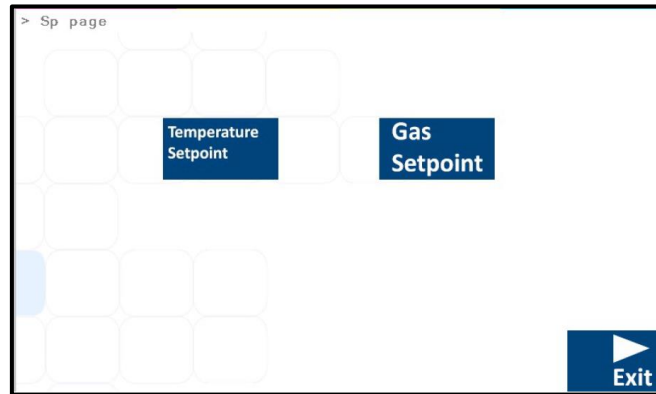 > Sp page
Temperature
Setpoint
Gas
Setpoint
Exit